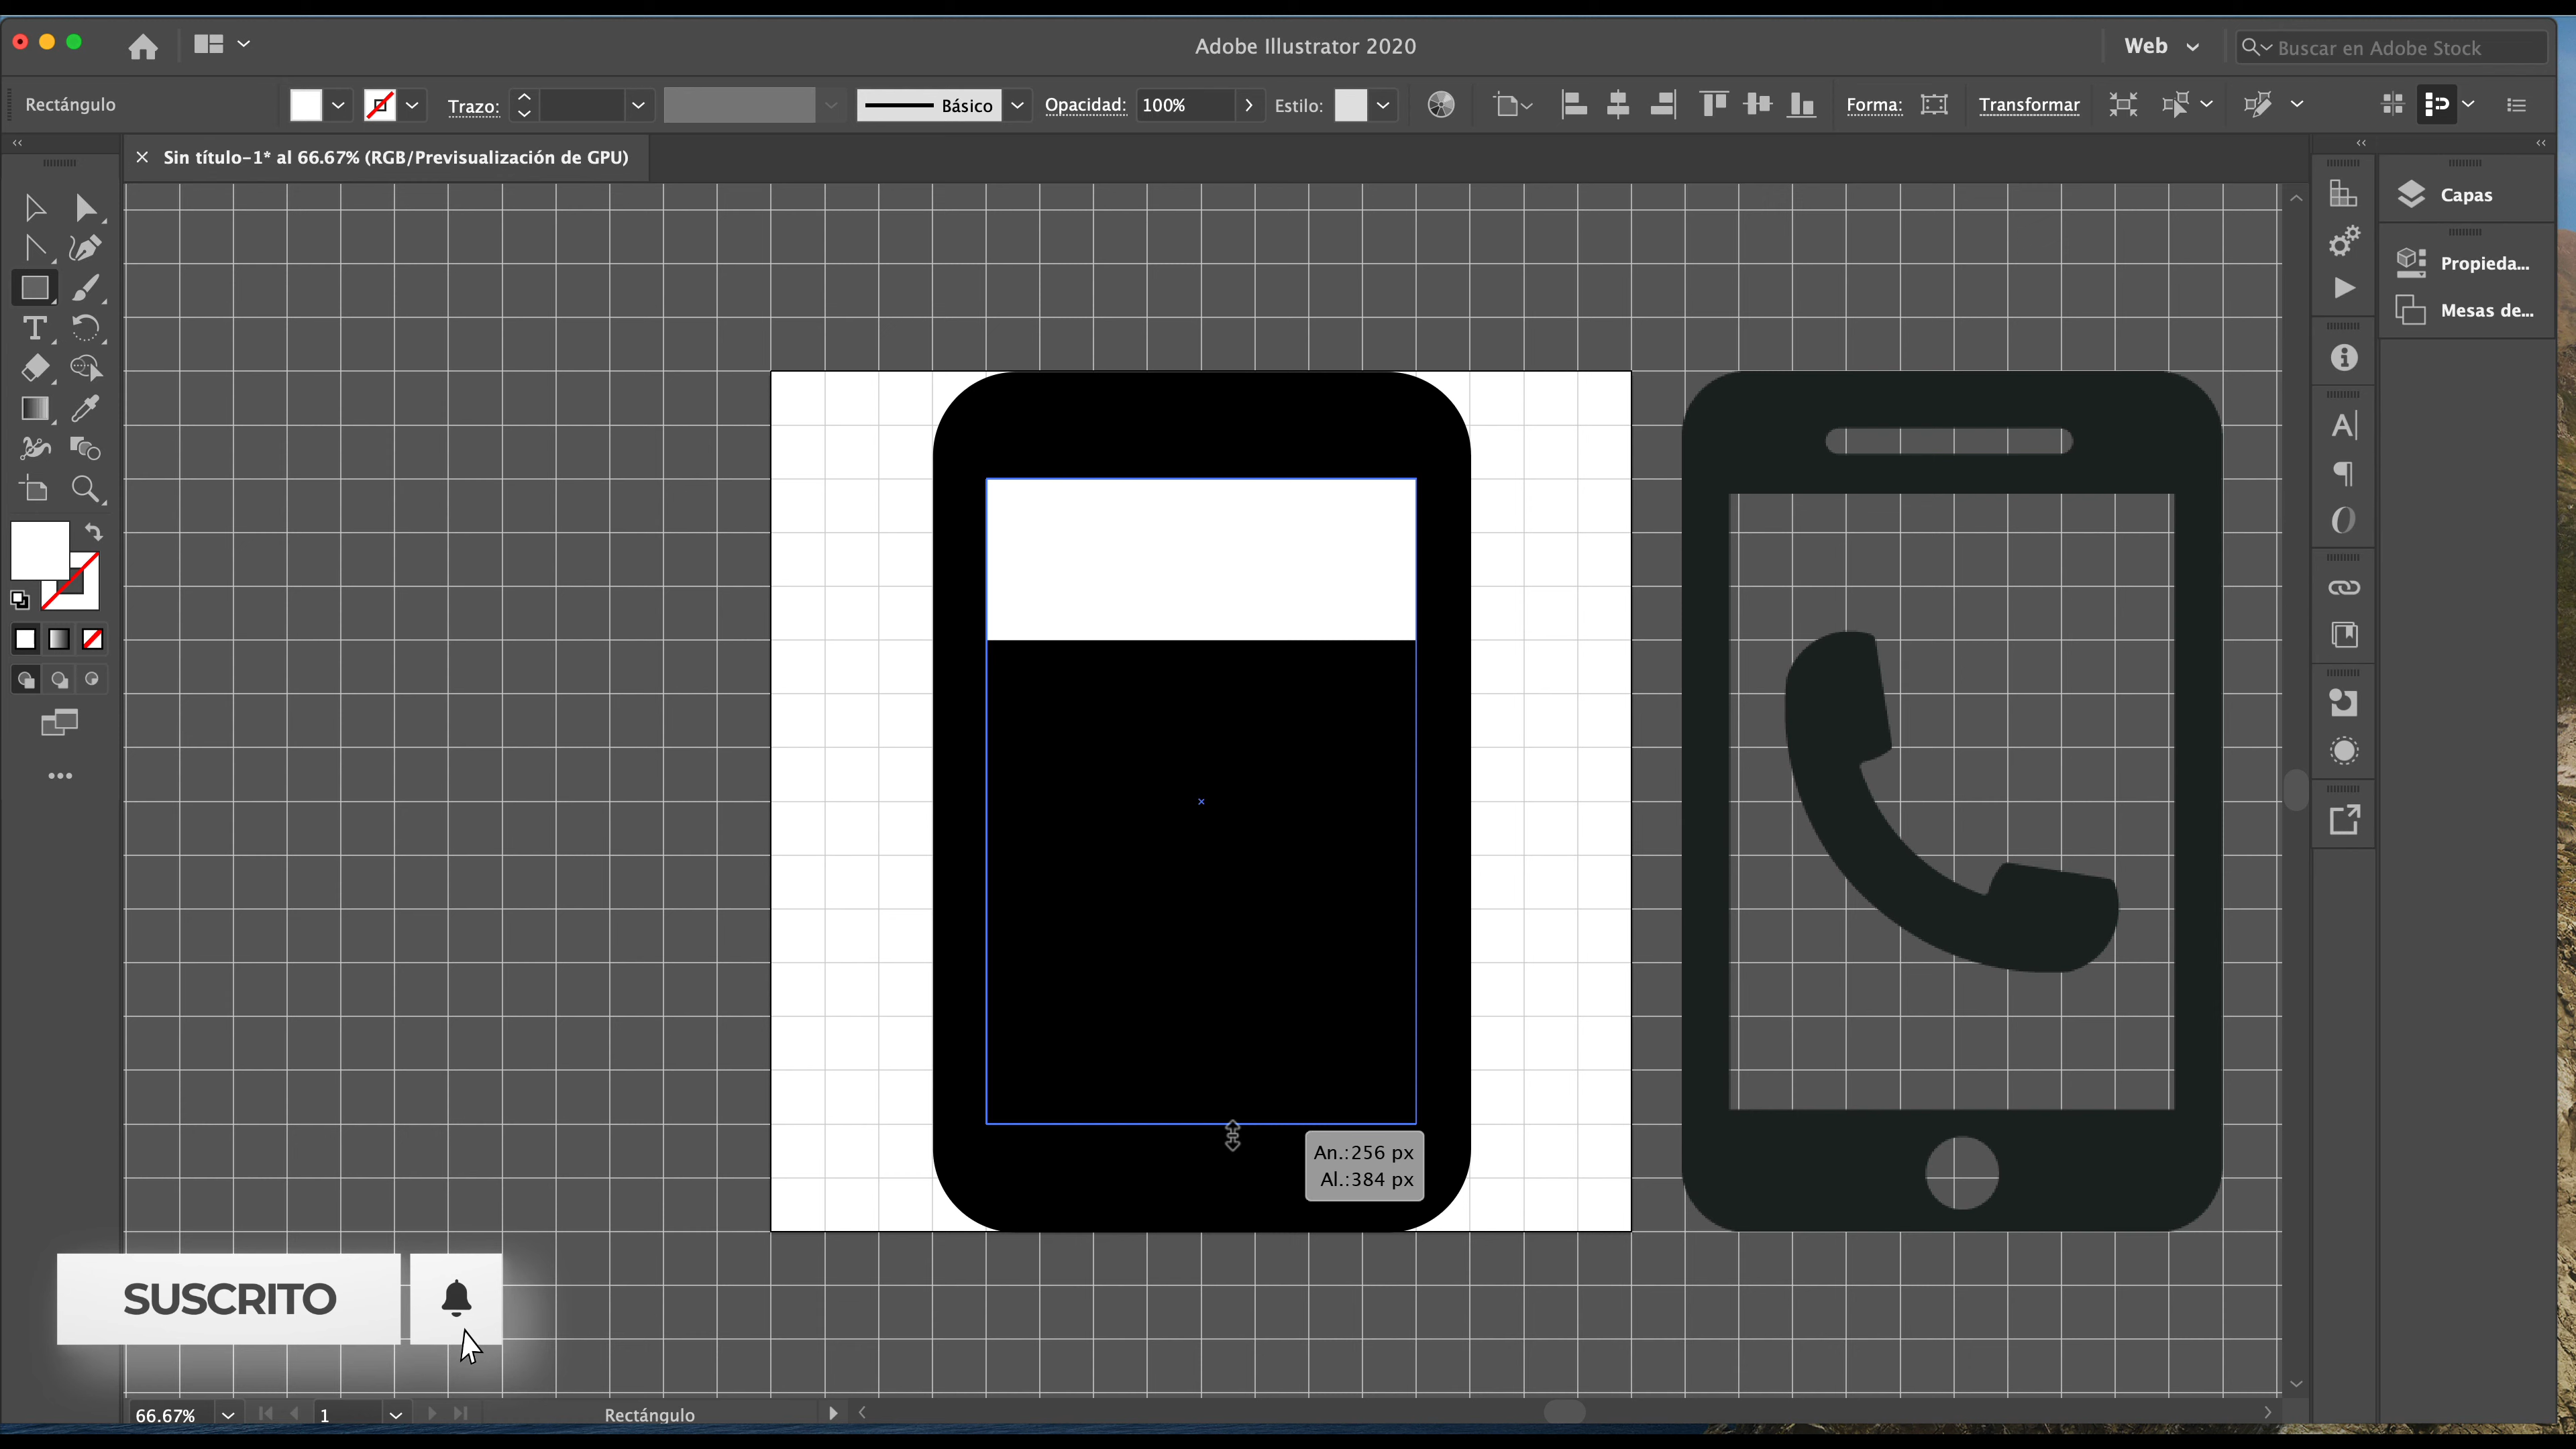 Adobe Illustrator 2020
Web
Buscar en Adobe Stock
Rectángulo
Trazo:
Básico
Opacidad: 100%
Estilo:
Forma:
Transformar
Sin título-1* al 66.67% (RGB/Previsualización de GPU)
Capas
Propieda...
Mesas de...
An.:256 px
Al.:384 px
SUSCRITO
66.67%
1
Rectángulo